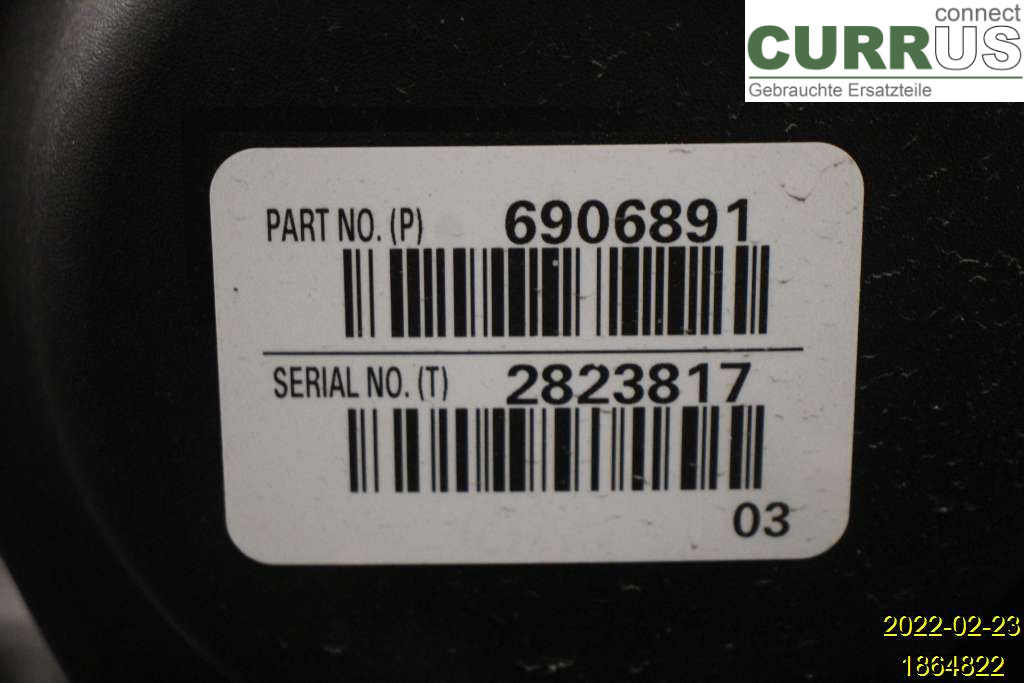 connect
CURRUS
Gebrauchte Ersatzteile
PART NO. (P) 6906891
SERIAL NO. (T) 2823817
03
2022-02-23
1864822